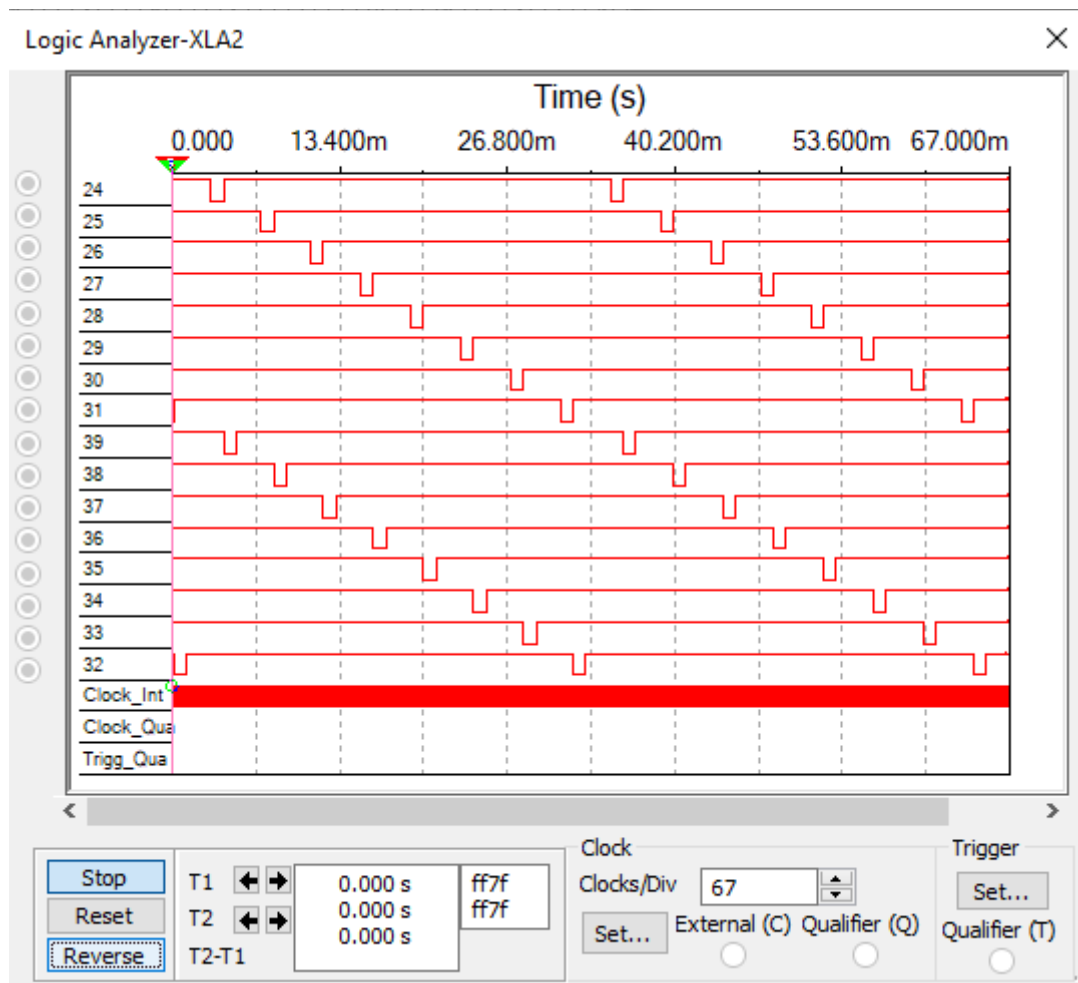 Logic Analyzer-XLA2
Time (s)
0.000 13.400m 26.800m 40.200m 53.600m 67.000m
24
25
26
27
28
29
30
31
39
38
37
36
35
34
33
32
Clock_Int
Clock_Qua
Trigg_Qua
Stop
Reset
Reverse
T1 0.000 s ff7f
T2 0.000 s ff7f
T2-T1 0.000 s
Clock
Clocks/Div 67
Set... External (C) Qualifier (Q)
Trigger
Set...
Qualifier (T)